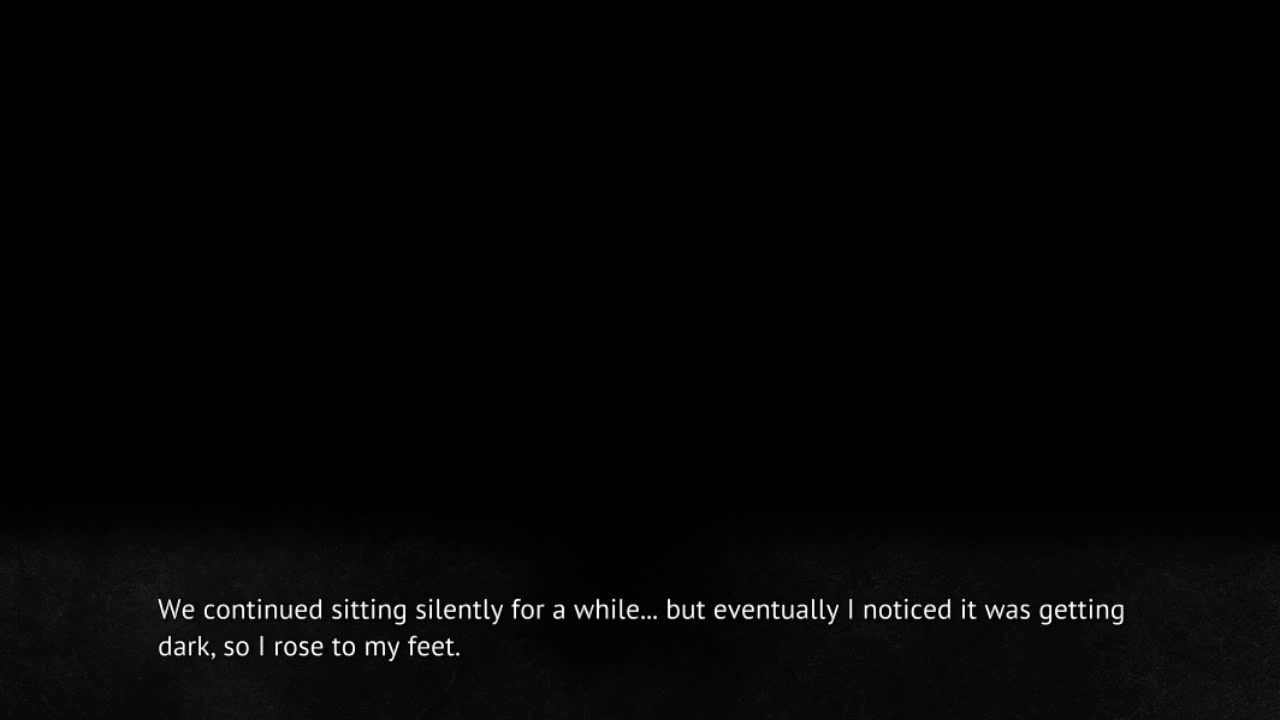 We continued sitting silently for a while... but eventually I noticed it was getting
dark, so I rose to my feet.